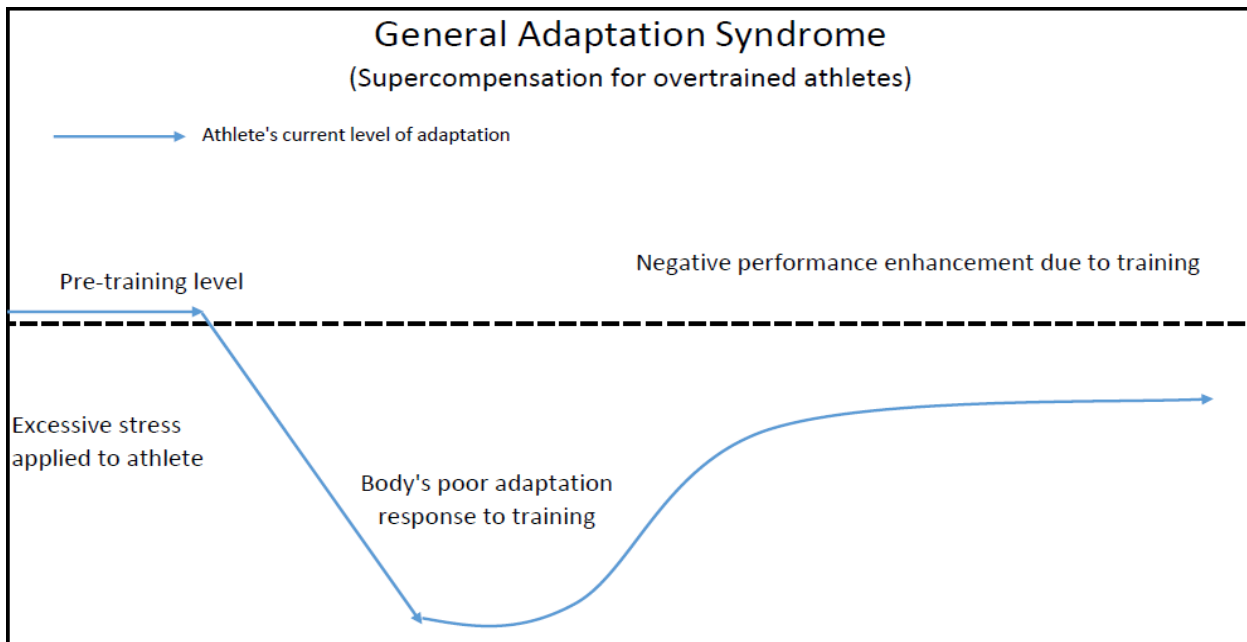 General Adaptation Syndrome
(Supercompensation for overtrained athletes)
Athlete's current level of adaptation
Negative performance enhancement due to training
Pre-training level
Excessive stress
applied to athlete
Body's poor adaptation
response to training